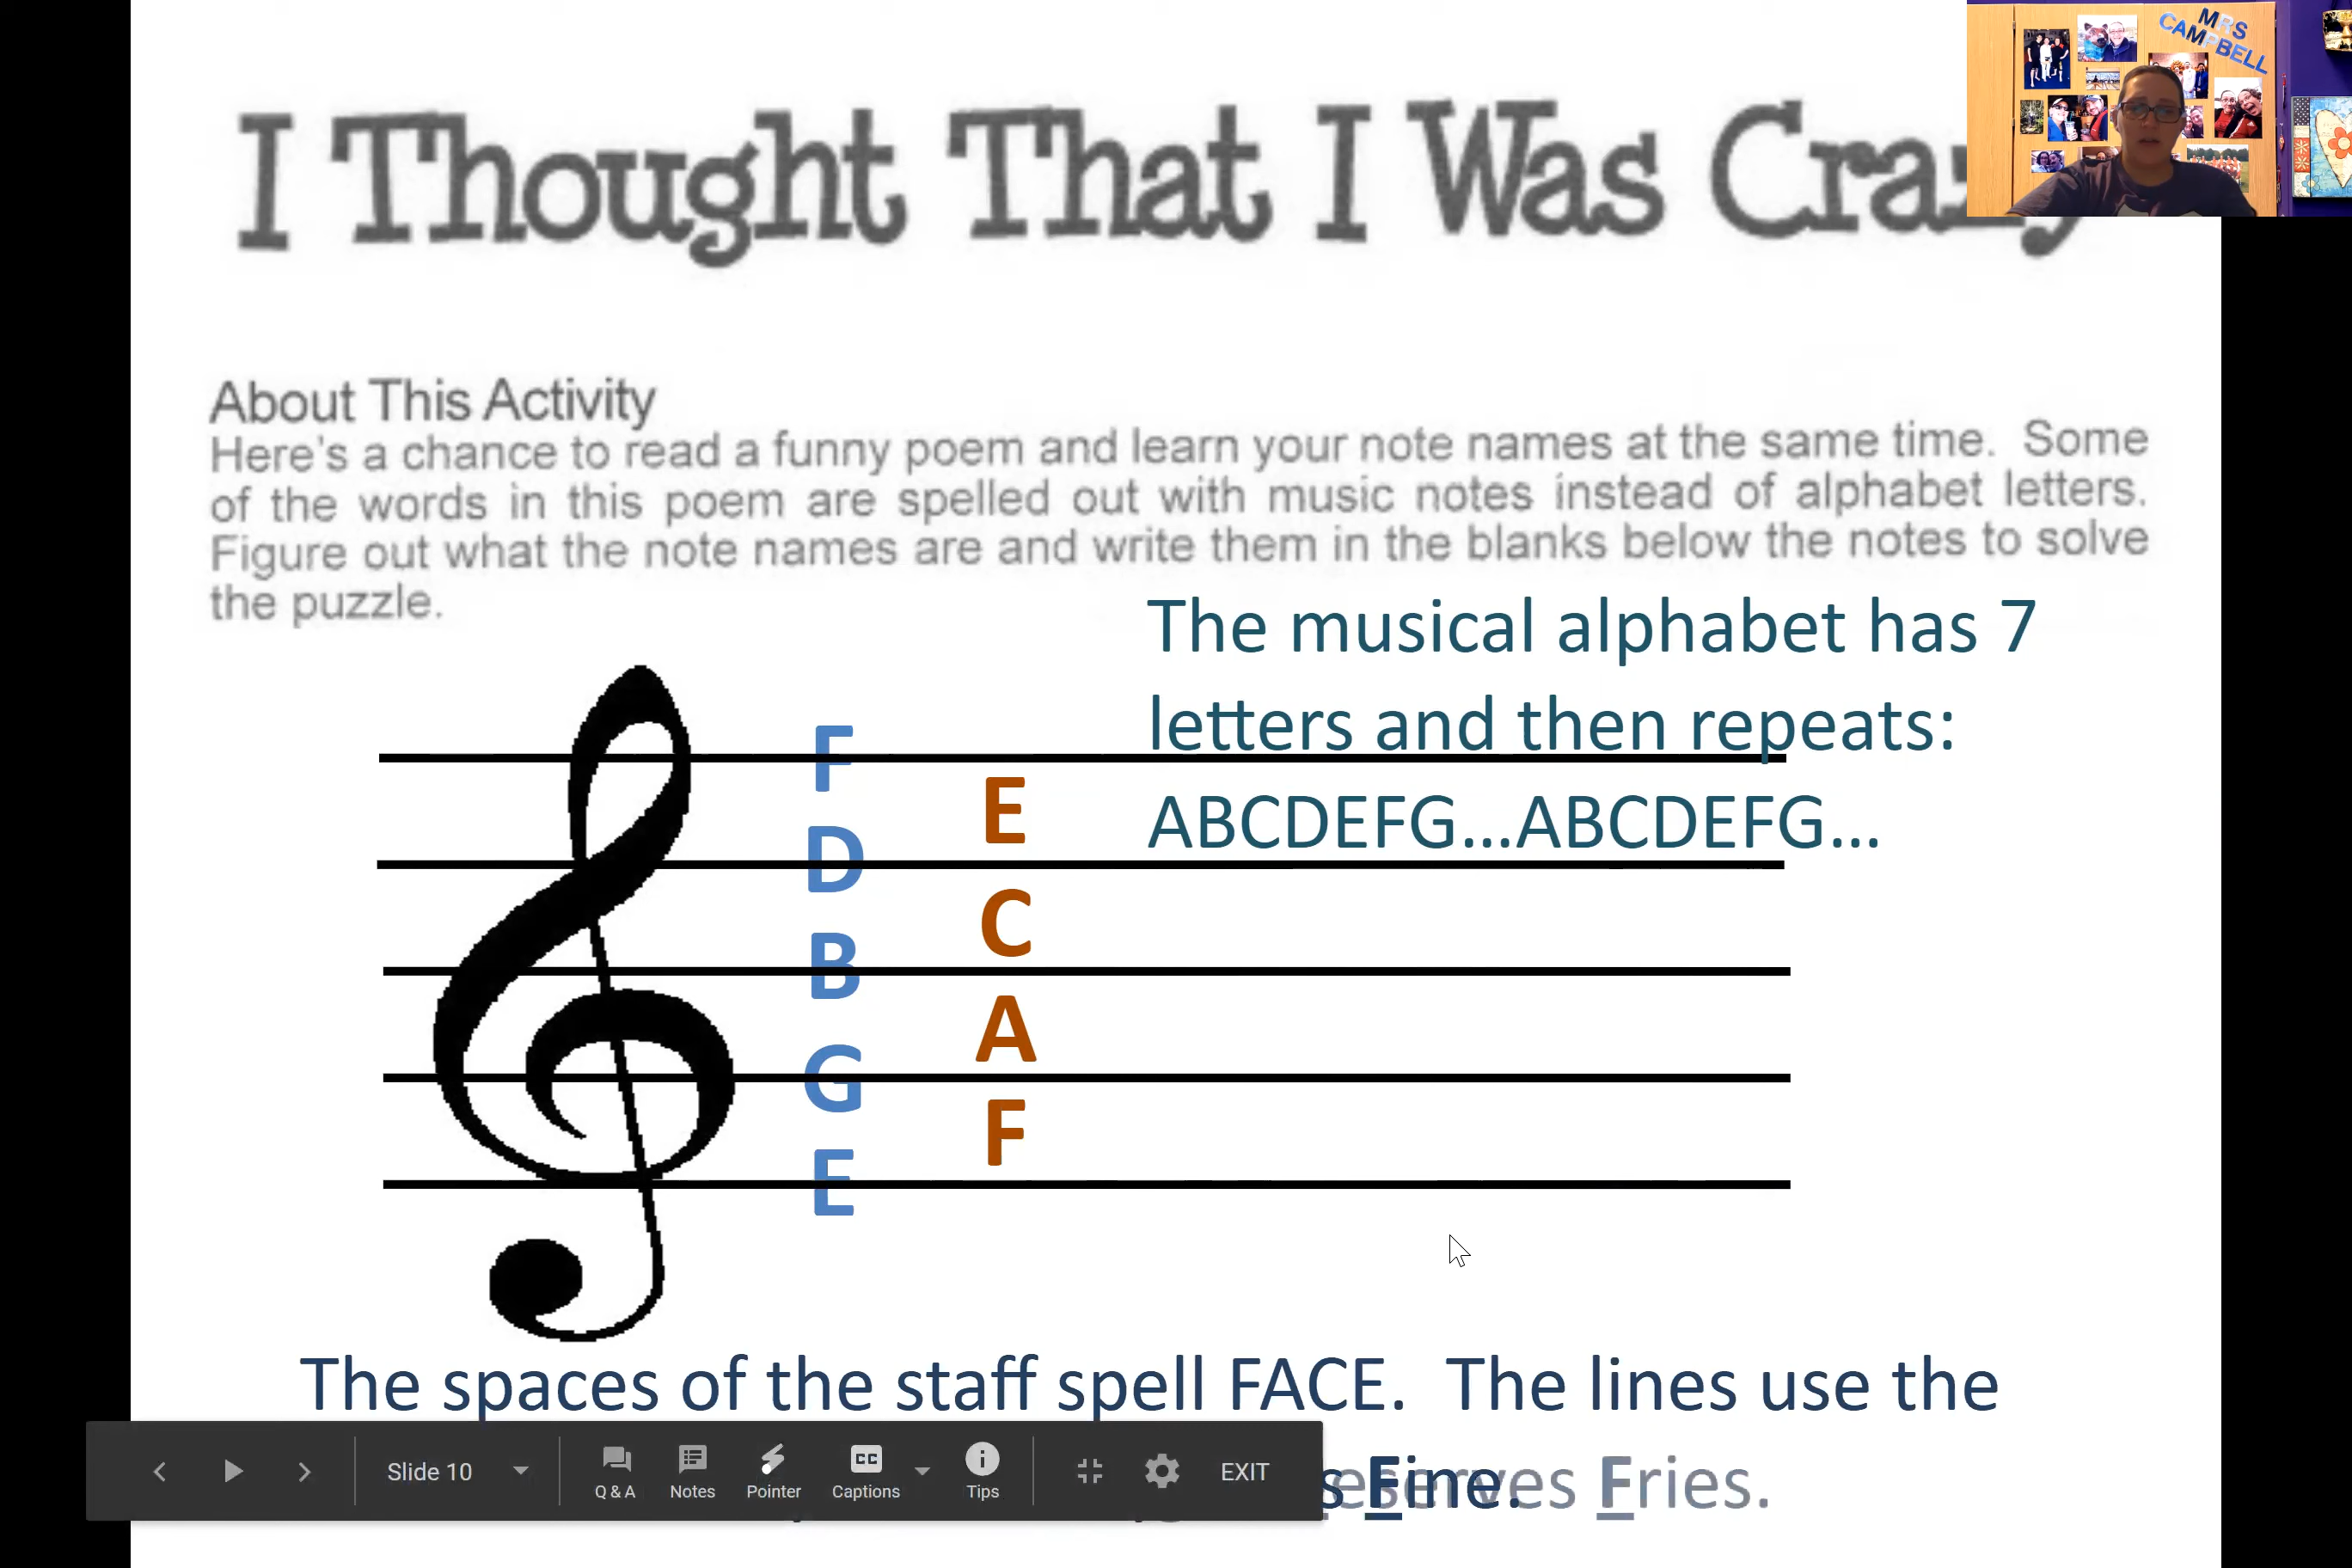 MRS
CAMPBELL
I Thought That I Was Crazy
About This Activity
Here's a chance to read a funny poem and learn your note names at the same time. Some
of the words in this poem are spelled out with music notes instead of alphabet letters.
Figure out what the note names are and write them in the blanks below the notes to solve
the puzzle.
The musical alphabet has 7
letters and then repeats:
ABCDEFG...ABCDEFG...
F
E
D
C
B
A
G
F
E
The spaces of the staff spell FACE. The lines use the
Fine.
Fries.
Slide 10
Q & A
Notes
Pointer
CC
Captions
Tips
EXIT